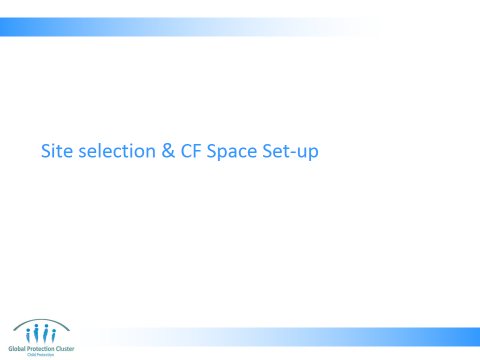 Site selection & CF Space Set-up
Global Protection Cluster
Child Protection